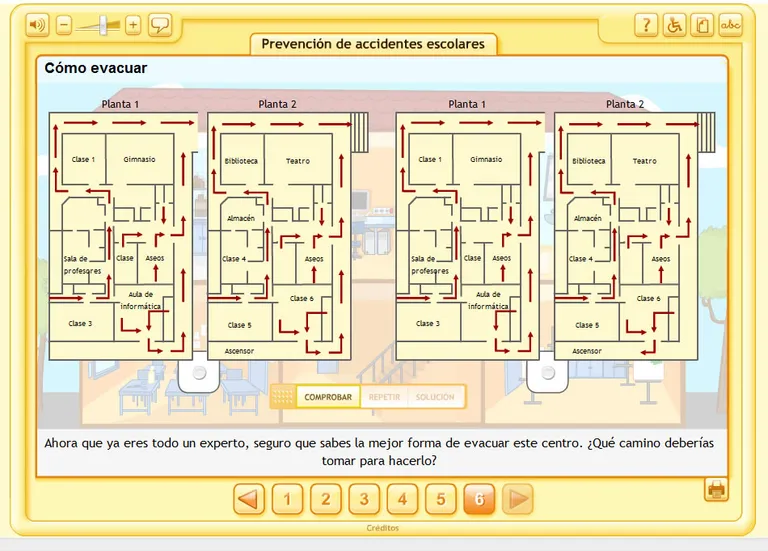 abc
Prevención de accidentes escolares
Cómo evacuar
Planta 1
Planta 2
Planta 1
Planta 2
Clase 1
Gimnasio
Sala de
profesores
Clase
Aseos
Aula de
informática
Clase 3
Biblioteca
Teatro
Almacén
Clase 4
Aseos
Clase 6
Clase 5
Ascensor
Clase 1
Gimnasio
Sala de
profesores
Clase
Aseos
Aula de
informática
Clase 3
Biblioteca
Teatro
Almacén
Clase 4
Aseos
Clase 6
Clase 5
Ascensor
COMPROBAR
REPETIR
SOLUCIÓN
Ahora que ya eres todo un experto, seguro que sabes la mejor forma de evacuar este centro. ¿Qué camino deberías
tomar para hacerlo?
1 2 3 4 5 6
Créditos